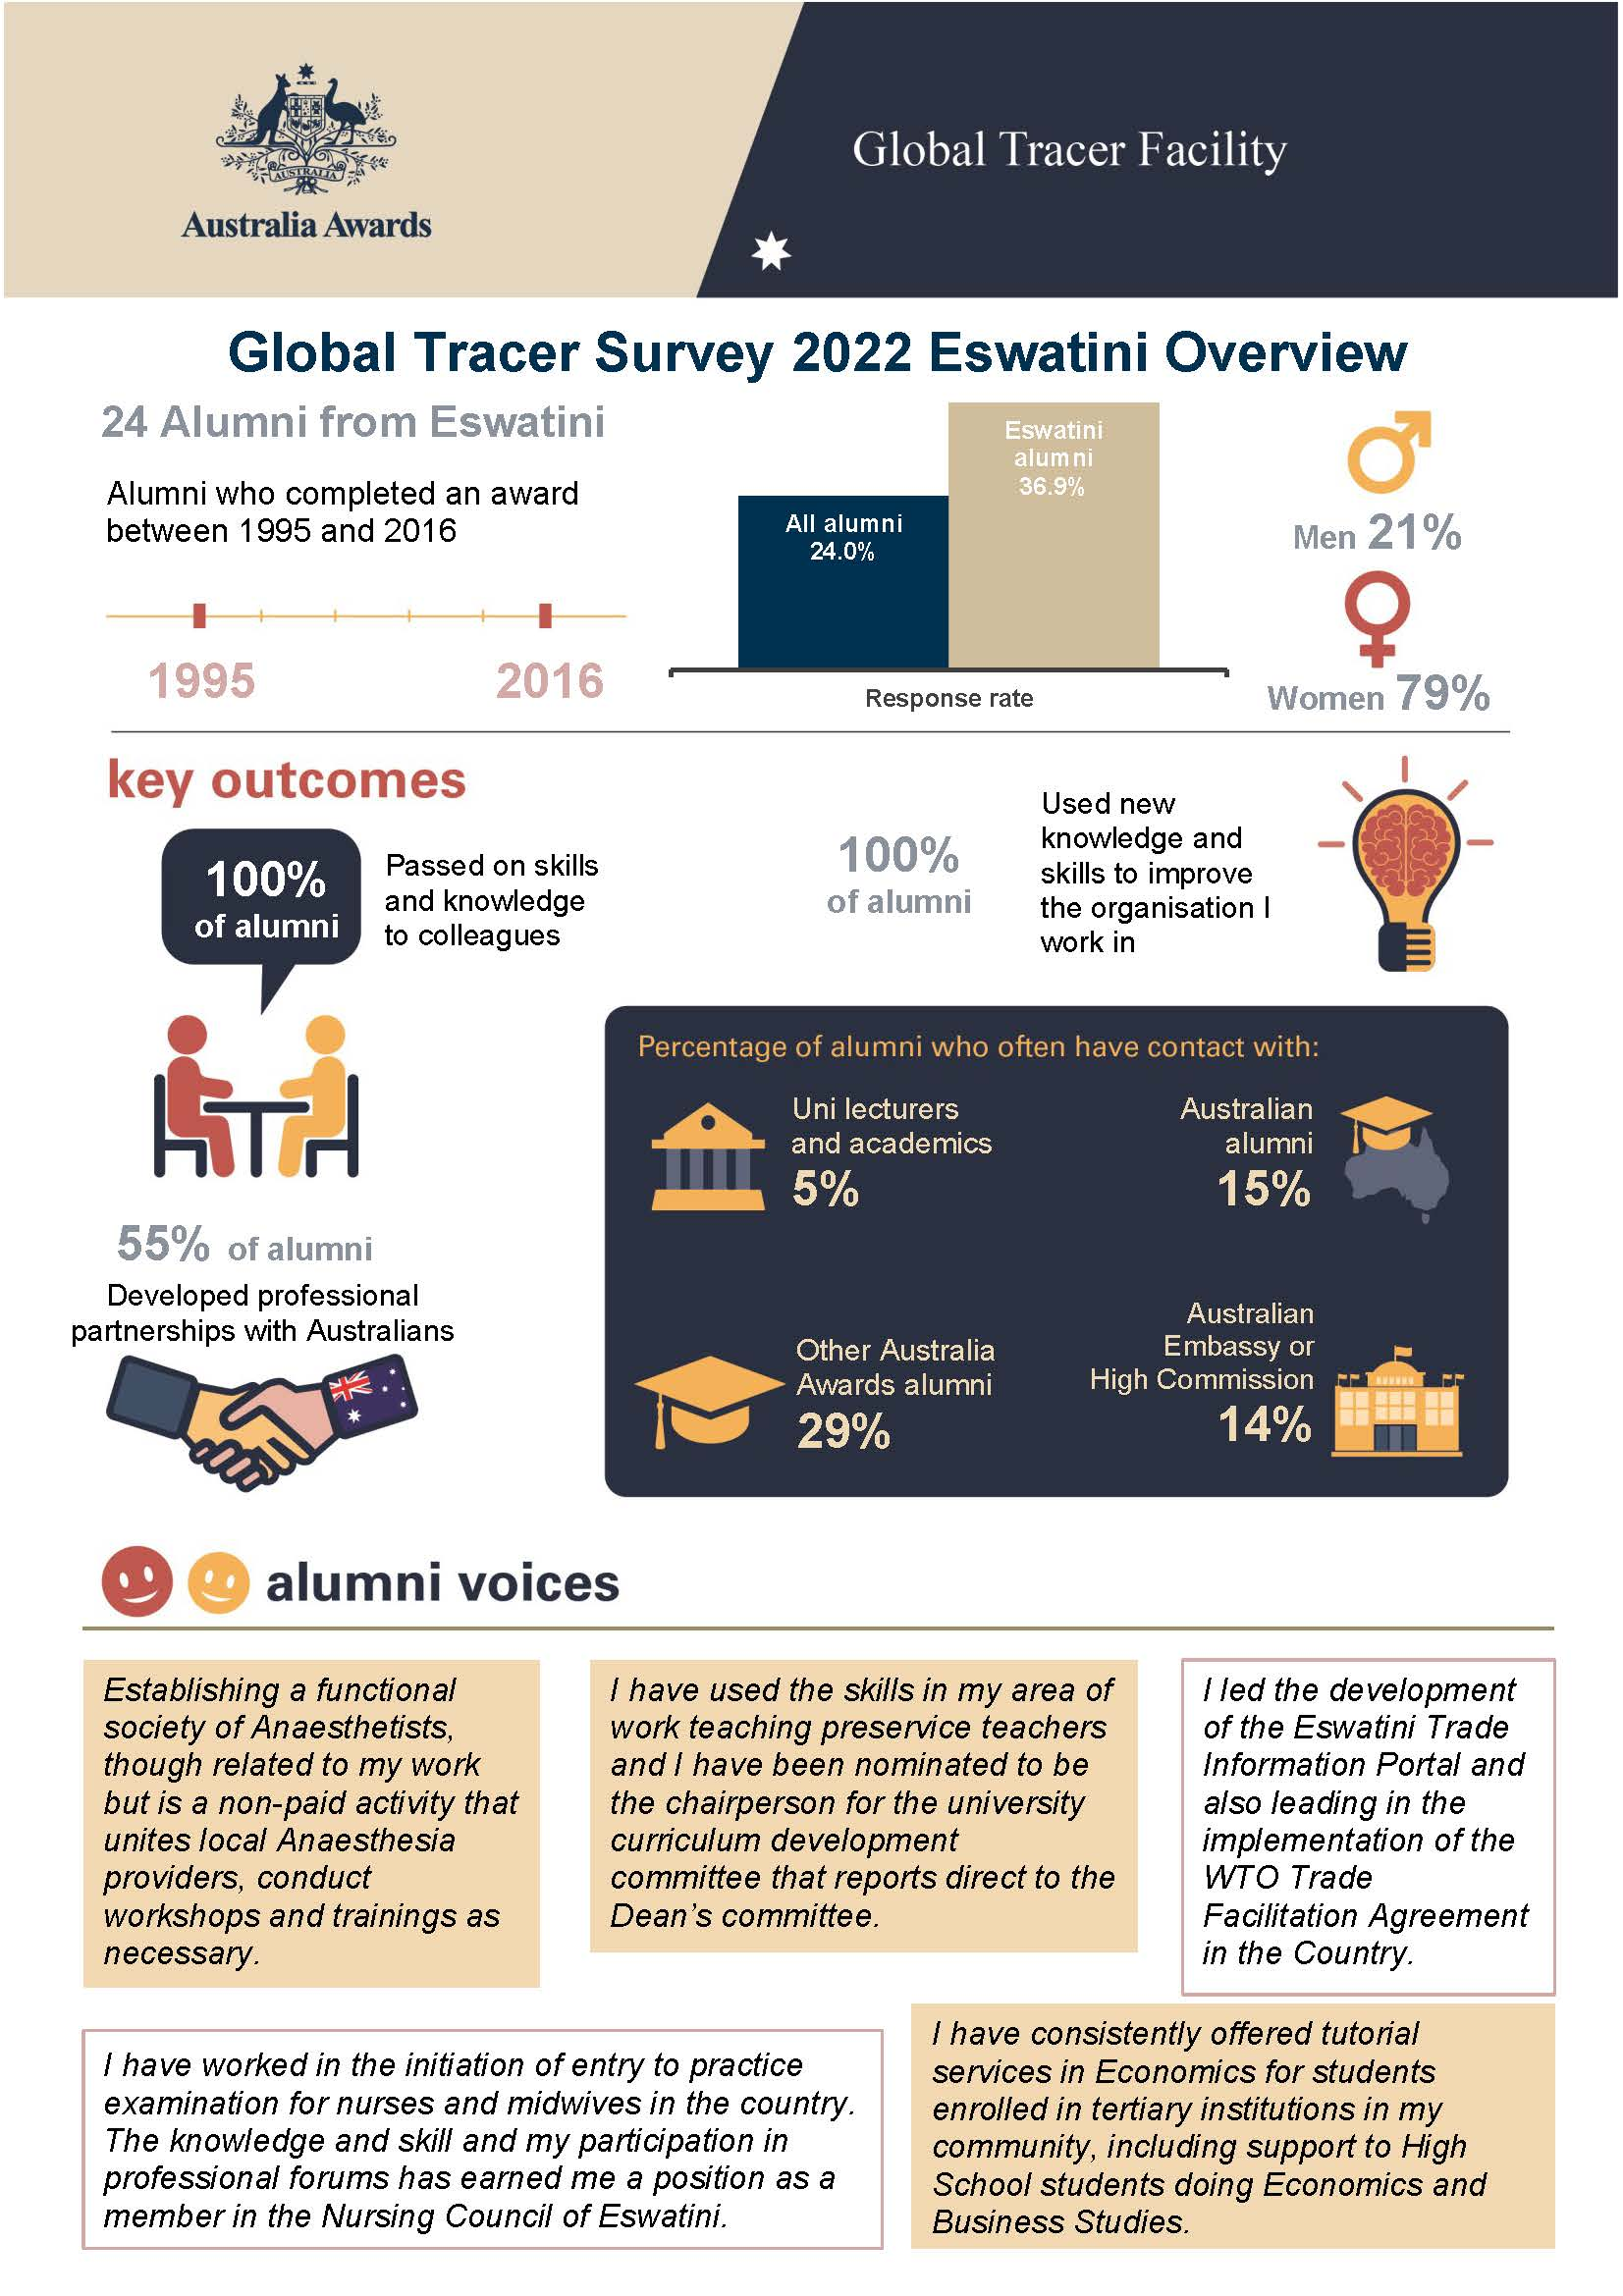 AUSTRALIA
Australia Awards
Global Tracer Facility
Global Tracer Survey 2022 Eswatini Overview
24 Alumni from Eswatini
Alumni who completed an award
between 1995 and 2016
1995
2016
All alumni
24.0%
Eswatini
alumni
36.9%
Response rate
Men 21%
Women 79%
key outcomes
100%
of alumni
Passed on skills
and knowledge
to colleagues
100%
of alumni
Used new
knowledge and
skills to improve
the organisation I
work in
55% of alumni
Developed professional
partnerships with Australians
Percentage of alumni who often have contact with:
Uni lecturers
and academics
5%
Australian
alumni
15%
Other Australia
Awards alumni
29%
Australian
Embassy or
High Commission
14%
alumni voices
Establishing a functional
society of Anaesthetists,
though related to my work
but is a non-paid activity that
unites local Anaesthesia
providers, conduct
workshops and trainings as
necessary.
I have used the skills in my area of
work teaching preservice teachers
and I have been nominated to be
the chairperson for the university
curriculum development
committee that reports direct to the
Dean's committee.
I led the development
of the Eswatini Trade
Information Portal and
also leading in the
implementation of the
WTO Trade
Facilitation Agreement
in the Country.
I have worked in the initiation of entry to practice
examination for nurses and midwives in the country.
The knowledge and skill and my participation in
professional forums has earned me a position as a
member in the Nursing Council of Eswatini.
I have consistently offered tutorial
services in Economics for students
enrolled in tertiary institutions in my
community, including support to High
School students doing Economics and
Business Studies.